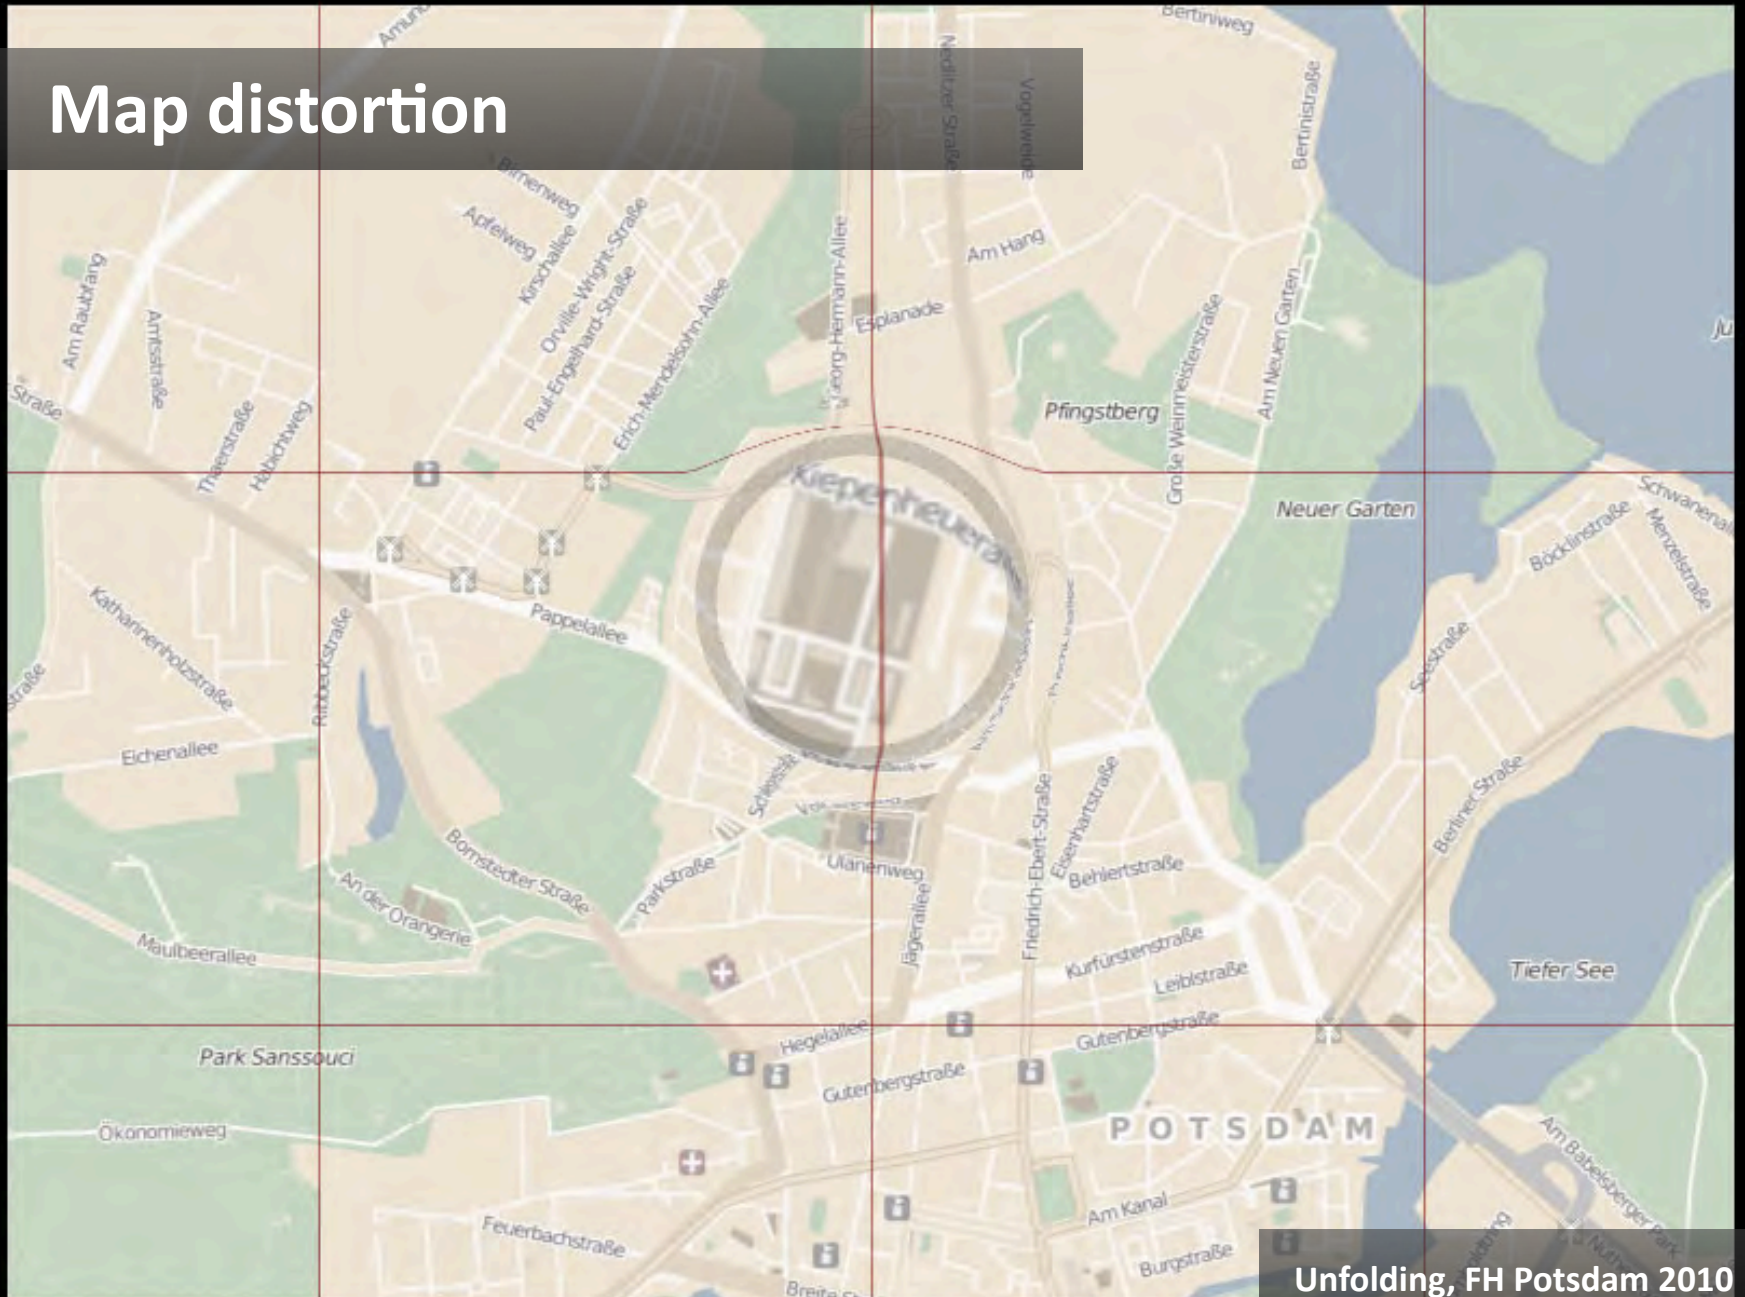 Bertiniweg
Map distortion
Nedlitzer Straße
Vogelweide
Bertinistraße
Birnenweg
Apfelweg
Kirschallee
Orville-Wright-Straße
Paul-Engelhard-Straße
Erich-Mendelsohn-Allee
Georg-Hermann-Allee
Am Hang
Esplanade
Am Raubfang
Amtsstraße
Straße
Thaerstraße
Habichtweg
Pfingstberg
Große Weinmeisterstraße
Am Neuen Garten
Neuer Garten
Böcklinstraße
Menzelstraße
Katharinenholzstraße
Ribbeckstraße
Pappelallee
Seestraße
straße
Eichenallee
Berliner Straße
Eisenhartstraße
Friedrich-Ebert-Straße
Bornstedter Straße
Parkstraße
Ulanenweg
Behlertstraße
Jägerallee
An der Orangerie
Maulbeerallee
Kurfürstenstraße
Leiblstraße
Tiefer See
Hegelallee
Gutenbergstraße
Park Sanssouci
Gutenbergstraße
POTSDAM
Ökonomieweg
Am Babelsberger Park
Am Kanal
Feuerbachstraße
Burgstraße
Unfolding, FH Potsdam 2010